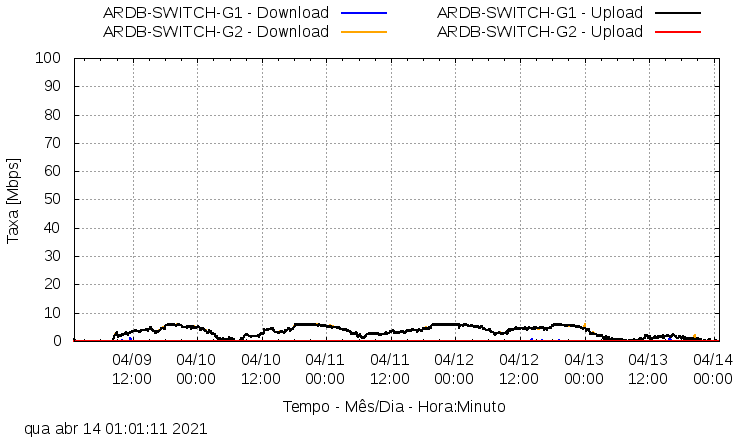 ARDB-SWITCH-G1 - Download ARDB-SWITCH-G1 - Upload
ARDB-SWITCH-G2 - Download ARDB-SWITCH-G2 - Upload
100
90
80
70
60
50
40
30
20
10
0
Taxa [Mbps]
04/09 04/10 04/10 04/11 04/11 04/12 04/12 04/13 04/13 04/14
12:00 00:00 12:00 00:00 12:00 00:00 12:00 00:00 12:00 00:00
Tempo - Mês/Dia - Hora:Minuto
qua abr 14 01:01:11 2021